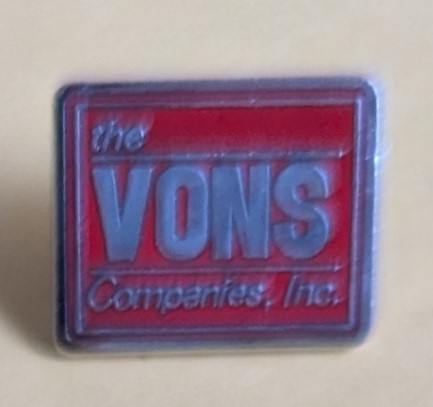 the
VONS
Companies, Inc.